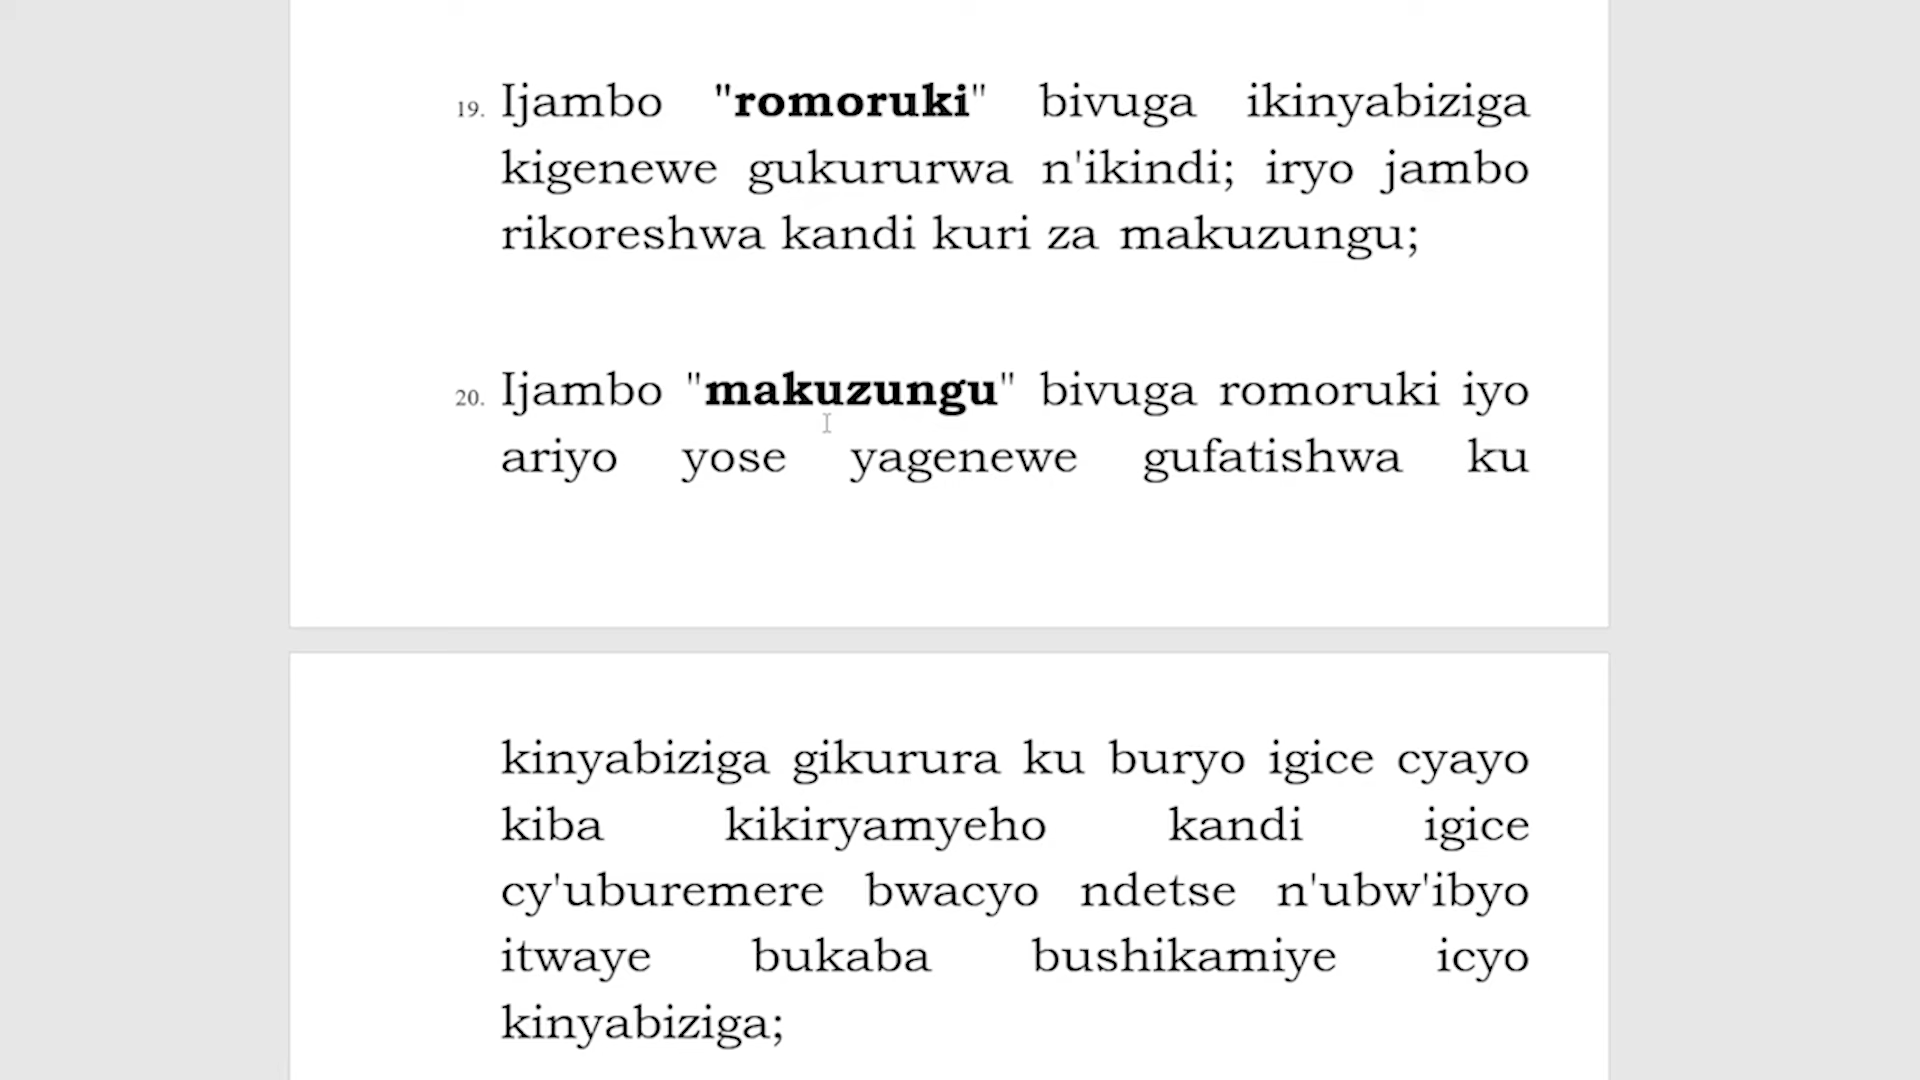 19. Ijambo "romoruki" bivuga ikinyabiziga
kigenewe gukururwa n'ikindi; iryo jambo
rikoreshwa kandi kuri za makuzungu;
20. Ijambo "makuzungu" bivuga romoruki iyo
ariyo yose yagenewe gufatishwa ku
kinyabiziga gikurura ku buryo igice cyayo
kiba kikiryamyeho kandi igice
cy'uburemere bwacyo ndetse n'ubw'ibyo
itwaye bukaba bushikamiye icyo
kinyabiziga;